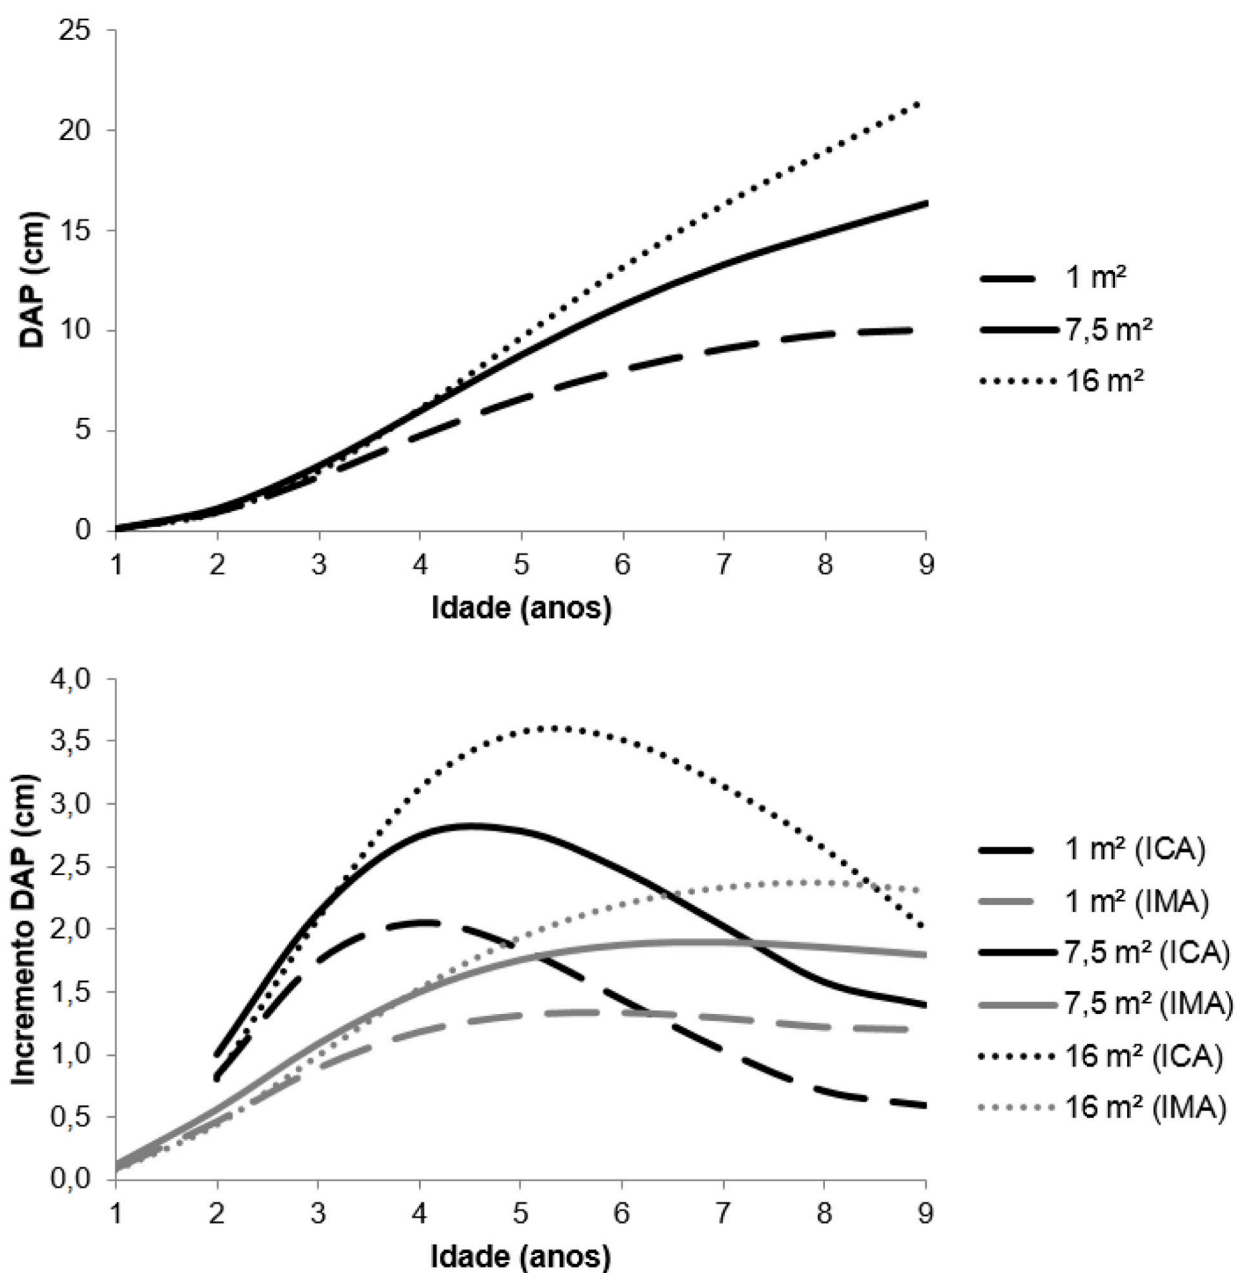 25
20
15
10
5
0
DAP (cm)
1 2 3 4 5 6 7 8 9
Idade (anos)
1 m²
7,5 m²
16 m²
4,0
3,5
3,0
2,5
2,0
1,5
1,0
0,5
0,0
Incremento DAP (cm)
1 2 3 4 5 6 7 8 9
Idade (anos)
1 m² (ICA)
1 m² (IMA)
7,5 m² (ICA)
7,5 m² (IMA)
16 m² (ICA)
16 m² (IMA)